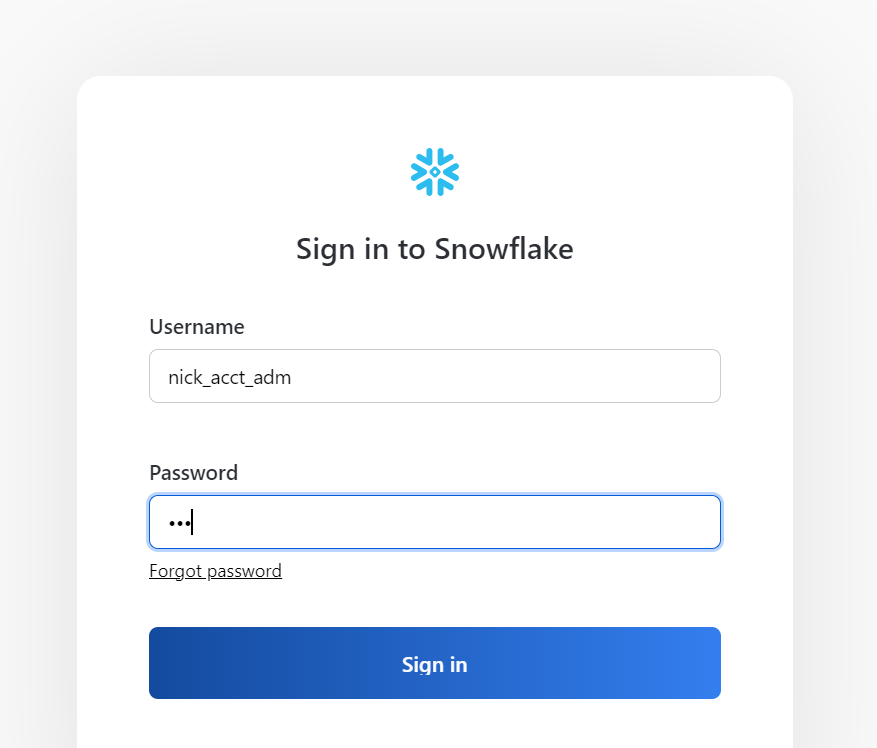 Sign in to Snowflake
Username
nick_acct_adm
Password
•••
Forgot password
Sign in